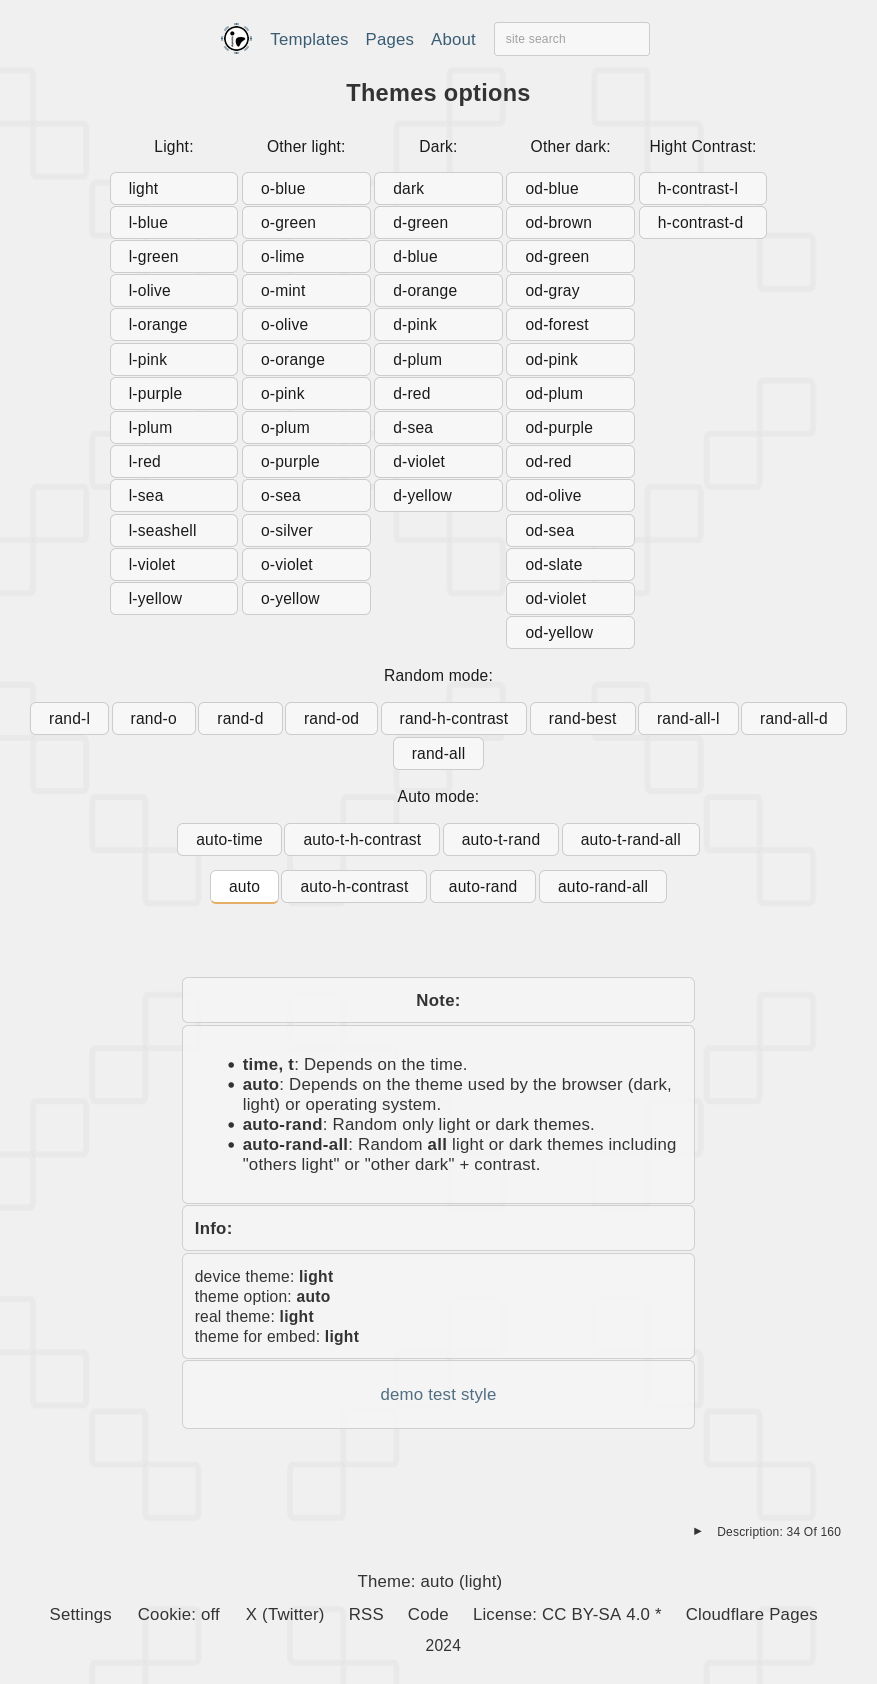 Templates Pages About site search
Themes options
Light: Other light: Dark: Other dark: Hight Contrast:
light o-blue dark od-blue h-contrast-l
l-blue o-green d-green od-brown h-contrast-d
l-green o-lime d-blue od-green
l-olive o-mint d-orange od-gray
l-orange o-olive d-pink od-forest
l-pink o-orange d-plum od-pink
l-purple o-pink d-red od-plum
l-plum o-plum d-sea od-purple
l-red o-purple d-violet od-red
l-sea o-sea d-yellow od-olive
l-seashell o-silver od-sea
l-violet o-violet od-slate
l-yellow o-yellow od-violet
od-yellow
Random mode:
rand-l rand-o rand-d rand-od rand-h-contrast rand-best rand-all-l rand-all-d
rand-all
Auto mode:
auto-time auto-t-h-contrast auto-t-rand auto-t-rand-all
auto auto-h-contrast auto-rand auto-rand-all
Note:
• time, t: Depends on the time.
• auto: Depends on the theme used by the browser (dark,
light) or operating system.
• auto-rand: Random only light or dark themes.
• auto-rand-all: Random all light or dark themes including
"others light" or "other dark" + contrast.
Info:
device theme: light
theme option: auto
real theme: light
theme for embed: light
demo test style
► Description: 34 Of 160
Theme: auto (light)
Settings Cookie: off X (Twitter) RSS Code License: CC BY-SA 4.0 * Cloudflare Pages
2024